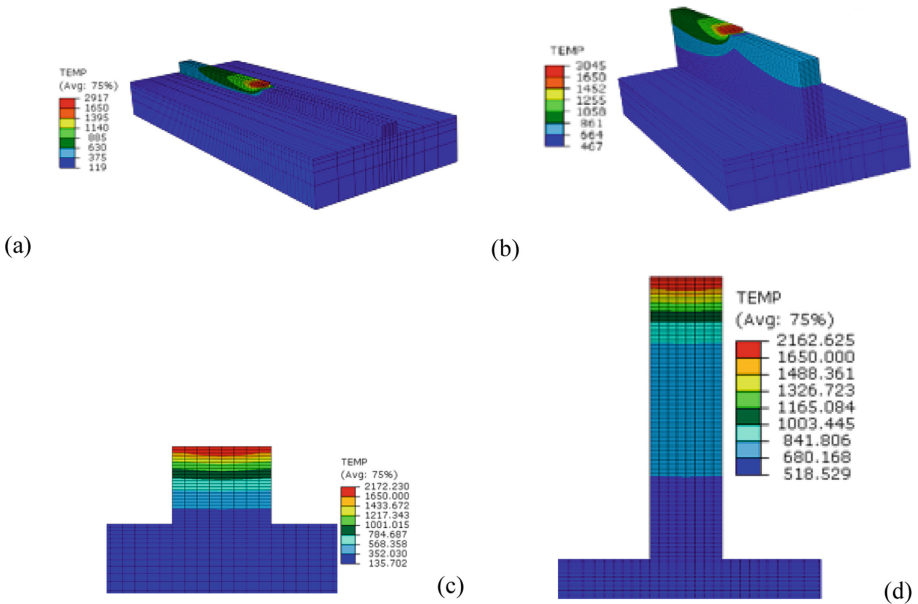 (a)
TEMP
(Avg: 75%)
2917
1650
1395
1140
885
630
375
119
(b)
TEMP
(Avg: 75%)
3045
1650
1452
1255
1058
861
664
467
(c)
TEMP
(Avg: 75%)
2172.230
1650.000
1433.672
1217.343
1001.015
784.687
568.358
352.030
135.702
(d)
TEMP
(Avg: 75%)
2162.625
1650.000
1488.361
1326.723
1165.084
1003.445
841.806
680.168
518.529